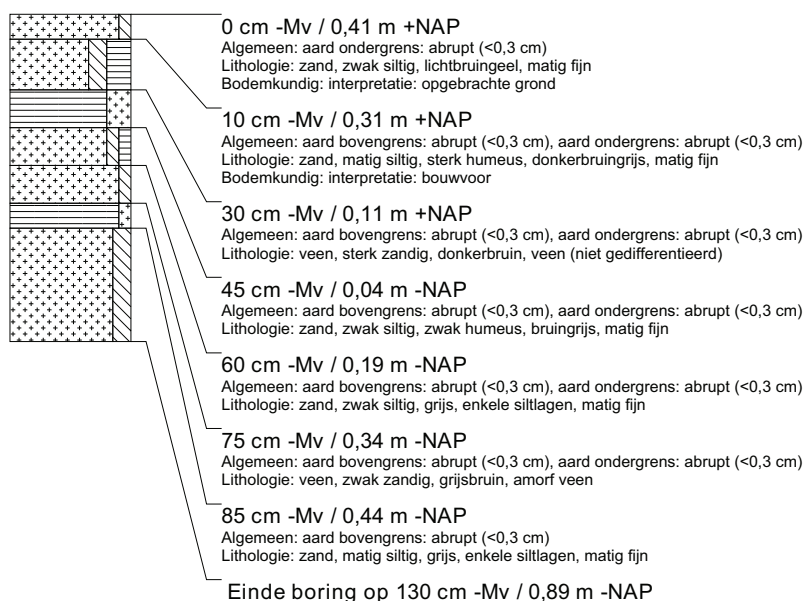 0 cm -Mv / 0,41 m +NAP
Algemeen: aard ondergrens: abrupt (<0,3 cm)
Lithologie: zand, zwak siltig, lichtbruingeel, matig fijn
Bodemkundig: interpretatie: opgebrachte grond
10 cm -Mv / 0,31 m +NAP
Algemeen: aard bovengrens: abrupt (<0,3 cm), aard ondergrens: abrupt (<0,3 cm)
Lithologie: zand, matig siltig, sterk humeus, donkerbruingrijs, matig fijn
Bodemkundig: interpretatie: bouwvoor
30 cm -Mv / 0,11 m +NAP
Algemeen: aard bovengrens: abrupt (<0,3 cm), aard ondergrens: abrupt (<0,3 cm)
Lithologie: veen, sterk zandig, donkerbruin, veen (niet gedifferentieerd)
45 cm -Mv / 0,04 m -NAP
Algemeen: aard bovengrens: abrupt (<0,3 cm), aard ondergrens: abrupt (<0,3 cm)
Lithologie: zand, zwak siltig, zwak humeus, bruingrijs, matig fijn
60 cm -Mv / 0,19 m -NAP
Algemeen: aard bovengrens: abrupt (<0,3 cm), aard ondergrens: abrupt (<0,3 cm)
Lithologie: zand, zwak siltig, grijs, enkele siltlagen, matig fijn
75 cm -Mv / 0,34 m -NAP
Algemeen: aard bovengrens: abrupt (<0,3 cm), aard ondergrens: abrupt (<0,3 cm)
Lithologie: veen, zwak zandig, grijsbruin, amorf veen
85 cm -Mv / 0,44 m -NAP
Algemeen: aard bovengrens: abrupt (<0,3 cm)
Lithologie: zand, matig siltig, grijs, enkele siltlagen, matig fijn
Einde boring op 130 cm -Mv / 0,89 m -NAP